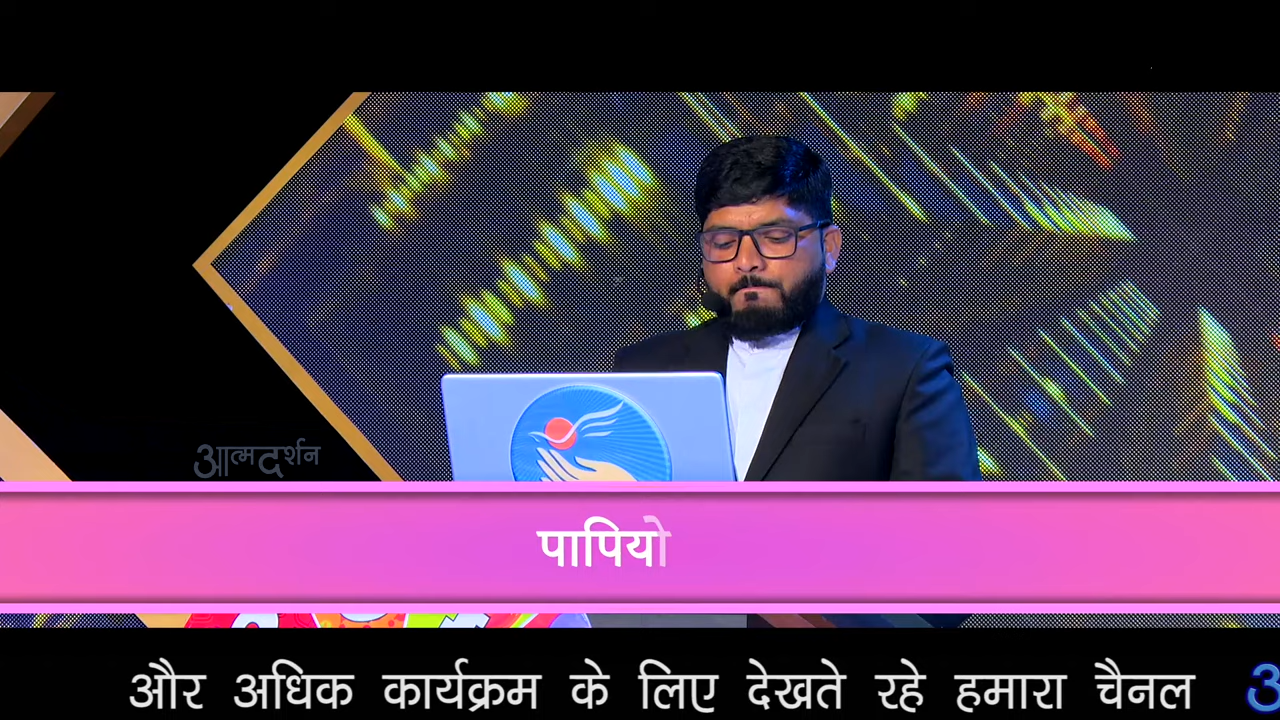 आत्मदर्शन
पापियो
और अधिक कार्यक्रम के लिए देखते रहे हमारा चैनल